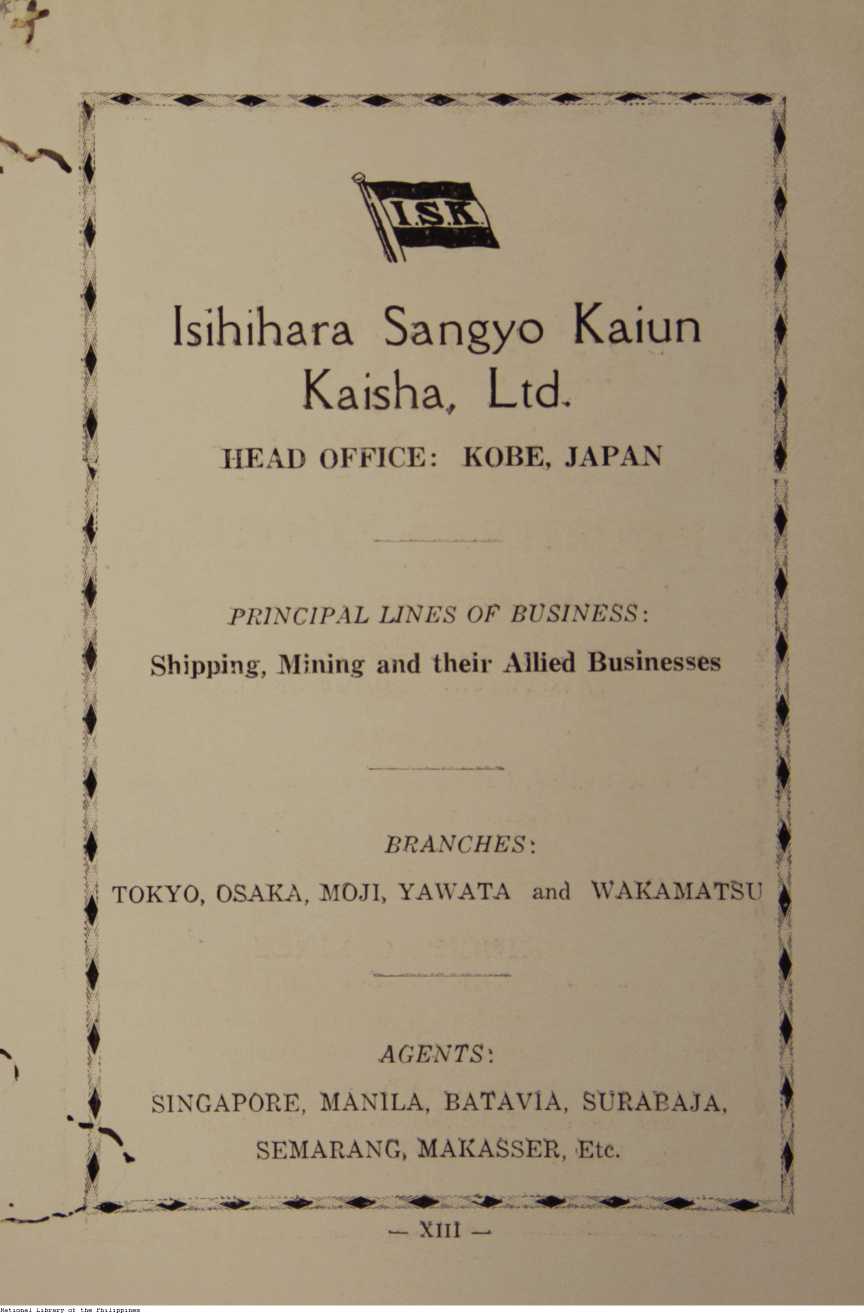 I.S.K.
Isihihara Sangyo Kaiun
Kaisha, Ltd.
HEAD OFFICE: KOBE, JAPAN
PRINCIPAL LINES OF BUSINESS:
Shipping, Mining and their Allied Businesses
BRANCHES:
TOKYO, OSAKA, MOJI, YAWATA and WAKAMATSU
AGENTS:
SINGAPORE, MANILA, BATAVIA, SURABAJA,
SEMARANG, MAKASSER, Etc.
— XIII —
National Library of the Philippines